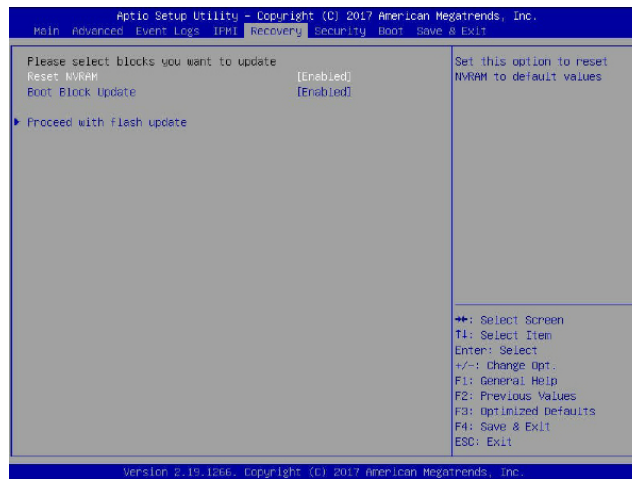 Aptio Setup Utility – Copyright (C) 2017 American Megatrends, Inc.
Main Advanced Event Logs IPMI Recovery Security Boot Save & Exit
Please select blocks you want to update
Reset NVRAM [Enabled]
Boot Block Update [Enabled]
Proceed with flash update
Set this option to reset
NVRAM to default values
→←: Select Screen
↑↓: Select Item
Enter: Select
+/-: Change Opt.
F1: General Help
F2: Previous Values
F3: Optimized Defaults
F4: Save & Exit
ESC: Exit
Version 2.19.1266. Copyright (C) 2017 American Megatrends, Inc.